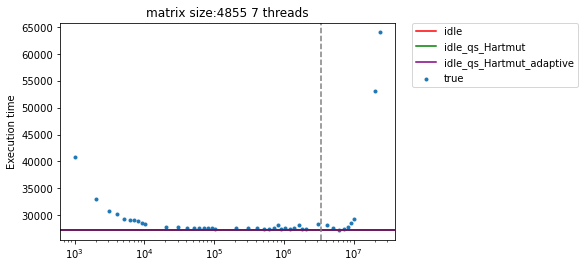 matrix size:4855 7 threads
Execution time
65000
60000
55000
50000
45000
40000
35000
30000
10³
10⁴
10⁵
10⁶
10⁷
idle
idle_qs_Hartmut
idle_qs_Hartmut_adaptive
true